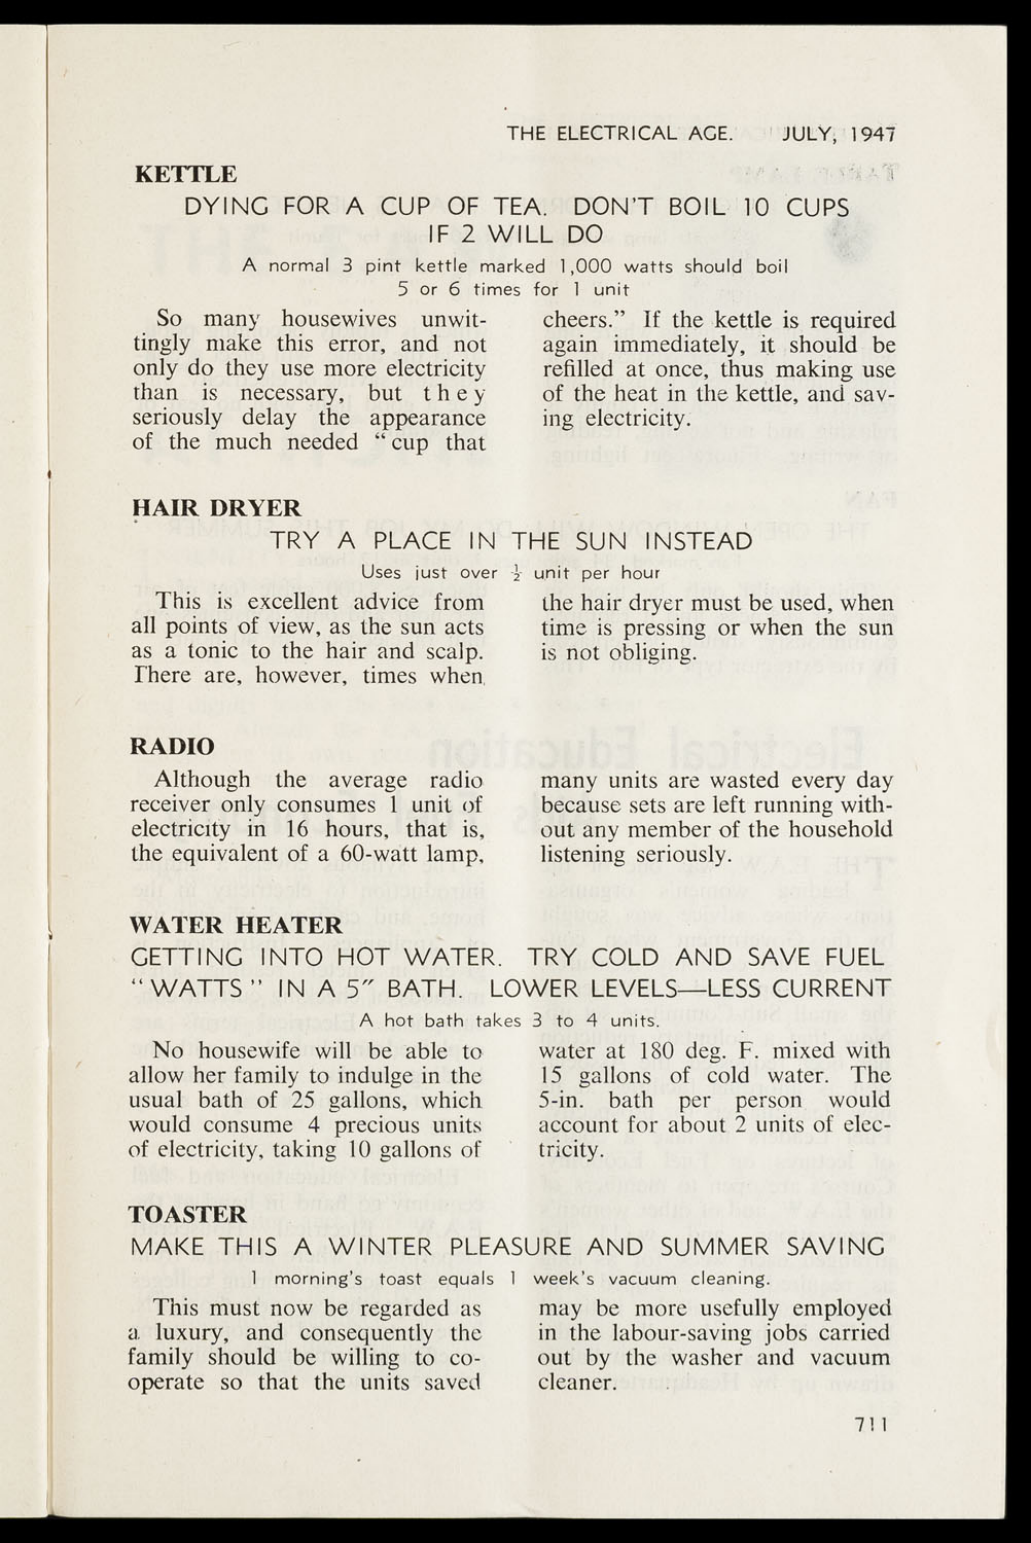 THE ELECTRICAL AGE. JULY, 1947
KETTLE
DYING FOR A CUP OF TEA. DON'T BOIL 10 CUPS
IF 2 WILL DO
A normal 3 pint kettle marked 1,000 watts should boil
5 or 6 times for 1 unit
So many housewives unwit-
tingly make this error, and not
only do they use more electricity
than is necessary, but they
seriously delay the appearance
of the much needed "cup that
cheers." If the kettle is required
again immediately, it should be
refilled at once, thus making use
of the heat in the kettle, and sav-
ing electricity.
HAIR DRYER
TRY A PLACE IN THE SUN INSTEAD
Uses just over ½ unit per hour
This is excellent advice from
all points of view, as the sun acts
as a tonic to the hair and scalp.
There are, however, times when
the hair dryer must be used, when
time is pressing or when the sun
is not obliging.
RADIO
Although the average radio
receiver only consumes 1 unit of
electricity in 16 hours, that is,
the equivalent of a 60-watt lamp,
many units are wasted every day
because sets are left running with-
out any member of the household
listening seriously.
WATER HEATER
GETTING INTO HOT WATER. TRY COLD AND SAVE FUEL
"WATTS" IN A 5″ BATH. LOWER LEVELS—LESS CURRENT
A hot bath takes 3 to 4 units.
No housewife will be able to
allow her family to indulge in the
usual bath of 25 gallons, which
would consume 4 precious units
of electricity, taking 10 gallons of
water at 180 deg. F. mixed with
15 gallons of cold water. The
5-in. bath per person would
account for about 2 units of elec-
tricity.
TOASTER
MAKE THIS A WINTER PLEASURE AND SUMMER SAVING
1 morning's toast equals 1 week's vacuum cleaning.
This must now be regarded as
a luxury, and consequently the
family should be willing to co-
operate so that the units saved
may be more usefully employed
in the labour-saving jobs carried
out by the washer and vacuum
cleaner.
711